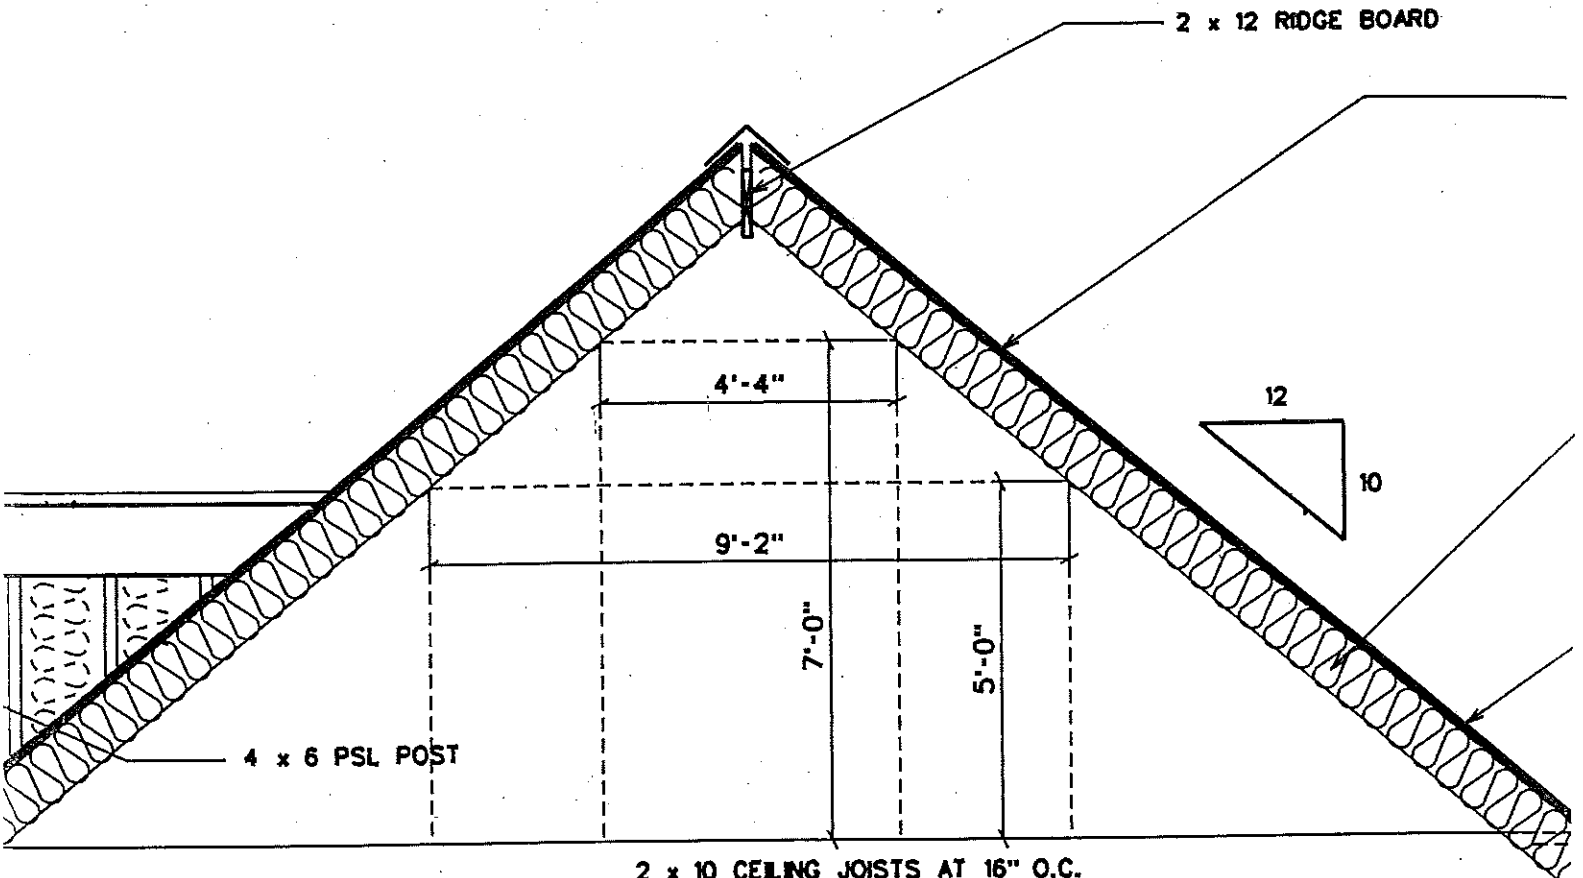 2 x 12 RIDGE BOARD
4'-4"
12
10
9'-2"
7'-0"
5'-0"
4 x 6 PSL POST
2 x 10 CEILING JOISTS AT 16" O.C.